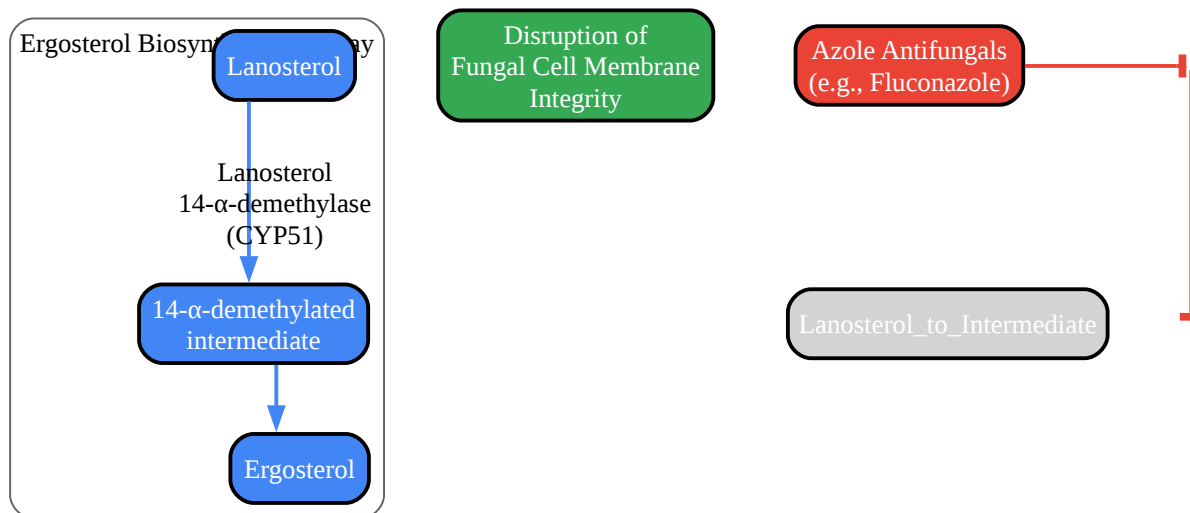 Ergosterol Biosyn ay
Lanosterol
Lanosterol
14-α-demethylase
(CYP51)
14-α-demethylated
intermediate
Ergosterol
Disruption of
Fungal Cell Membrane
Integrity
Azole Antifungals
(e.g., Fluconazole)
Lanosterol_to_Intermediate